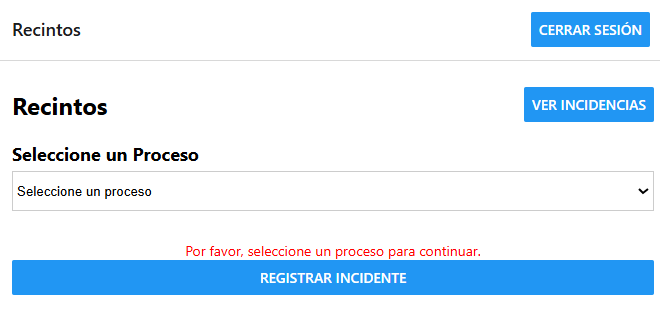 Recintos
CERRAR SESIÓN
Recintos
VER INCIDENCIAS
Seleccione un Proceso
Seleccione un proceso
Por favor, seleccione un proceso para continuar.
REGISTRAR INCIDENTE